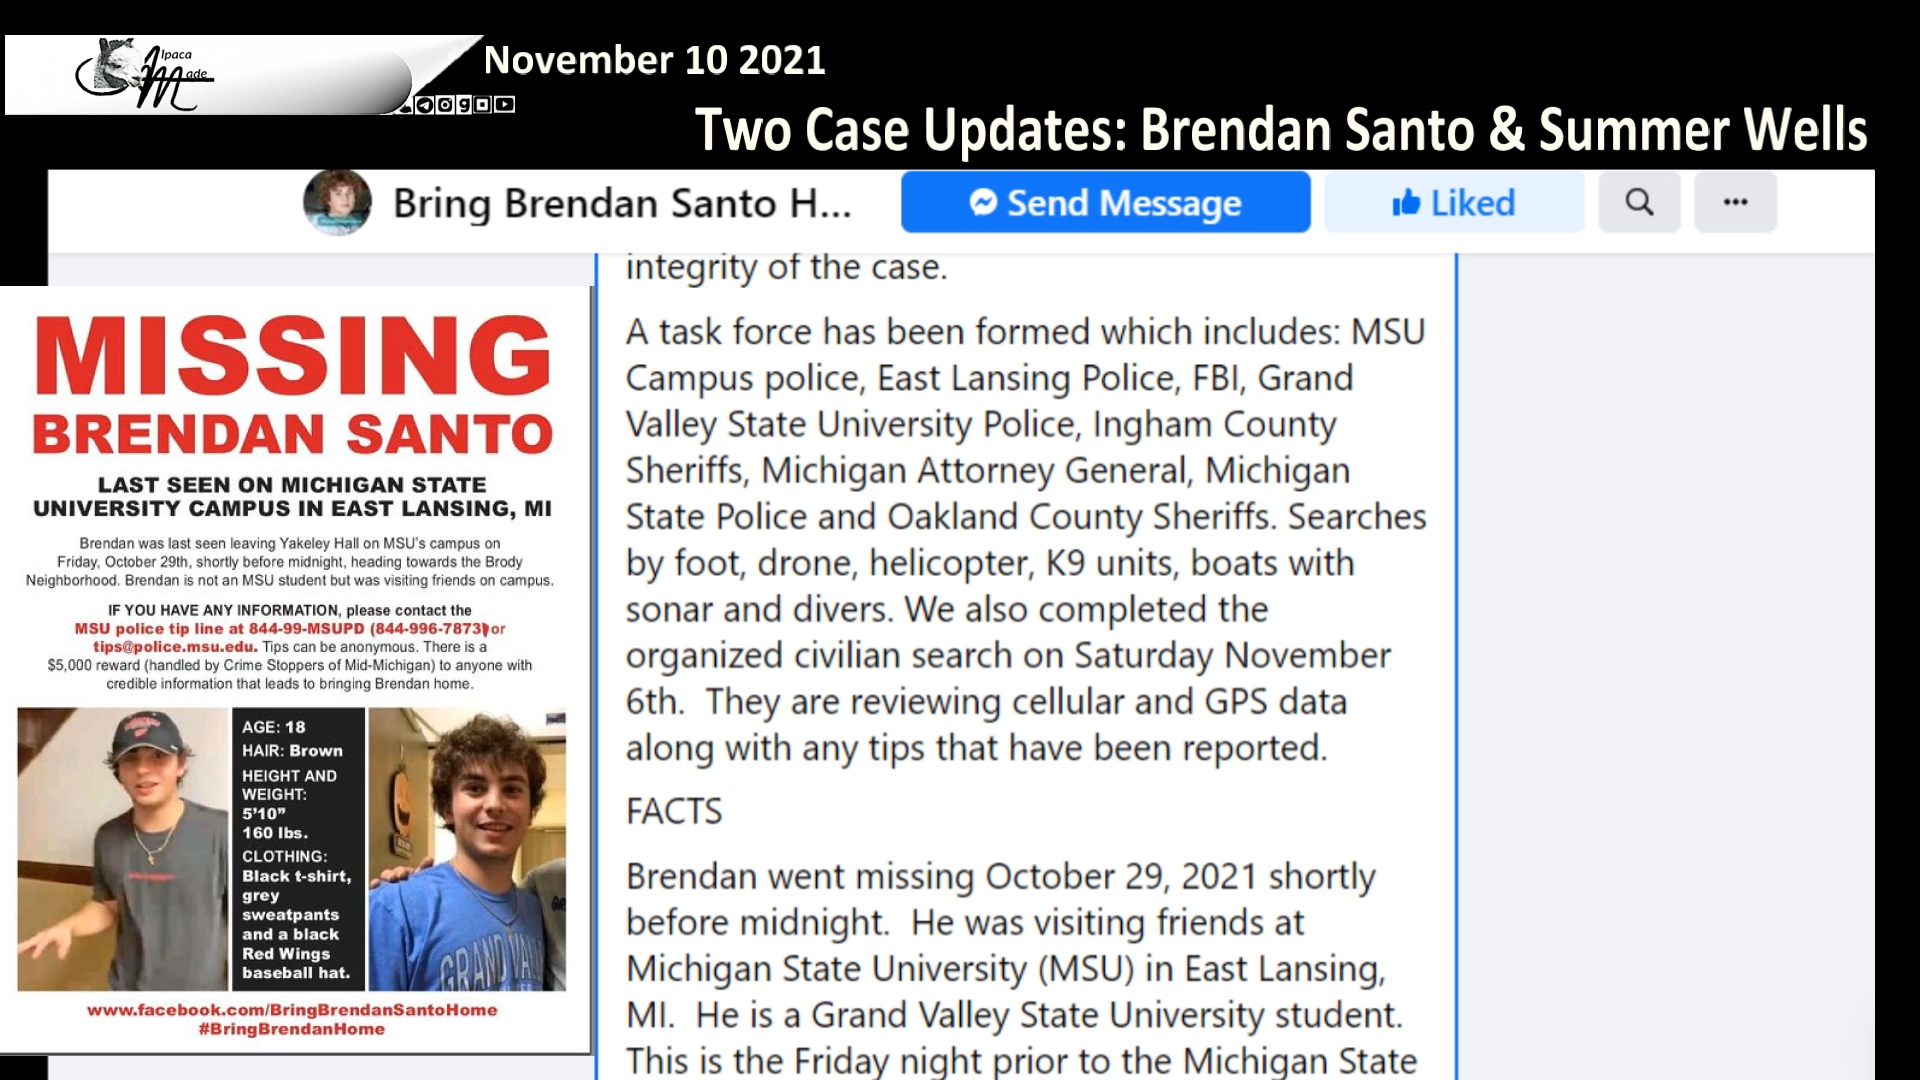 Alpaca
Made
November 10 2021
Two Case Updates: Brendan Santo & Summer Wells
Bring Brendan Santo H...
Send Message
Liked
integrity of the case.
A task force has been formed which includes: MSU
Campus police, East Lansing Police, FBI, Grand
Valley State University Police, Ingham County
Sheriffs, Michigan Attorney General, Michigan
State Police and Oakland County Sheriffs. Searches
by foot, drone, helicopter, K9 units, boats with
sonar and divers. We also completed the
organized civilian search on Saturday November
6th.  They are reviewing cellular and GPS data
along with any tips that have been reported.
FACTS
Brendan went missing October 29, 2021 shortly
before midnight.  He was visiting friends at
Michigan State University (MSU) in East Lansing,
MI.  He is a Grand Valley State University student.
This is the Friday night prior to the Michigan State
MISSING
BRENDAN SANTO
LAST SEEN ON MICHIGAN STATE
UNIVERSITY CAMPUS IN EAST LANSING, MI
Brendan was last seen leaving Yakeley Hall on MSU's campus on
Friday, October 29th, shortly before midnight, heading towards the Brody
Neighborhood. Brendan is not an MSU student but was visiting friends on campus.
IF YOU HAVE ANY INFORMATION, please contact the
MSU police tip line at 844-99-MSUPD (844-996-7873) or
tips@police.msu.edu. Tips can be anonymous. There is a
$5,000 reward (handled by Crime Stoppers of Mid-Michigan) to anyone with
credible information that leads to bringing Brendan home.
AGE: 18
HAIR: Brown
HEIGHT AND
WEIGHT:
5'10"
160 lbs.
CLOTHING:
Black t-shirt,
grey
sweatpants
and a black
Red Wings
baseball hat.
GRAND VAL
www.facebook.com/BringBrendanSantoHome
#BringBrendanHome